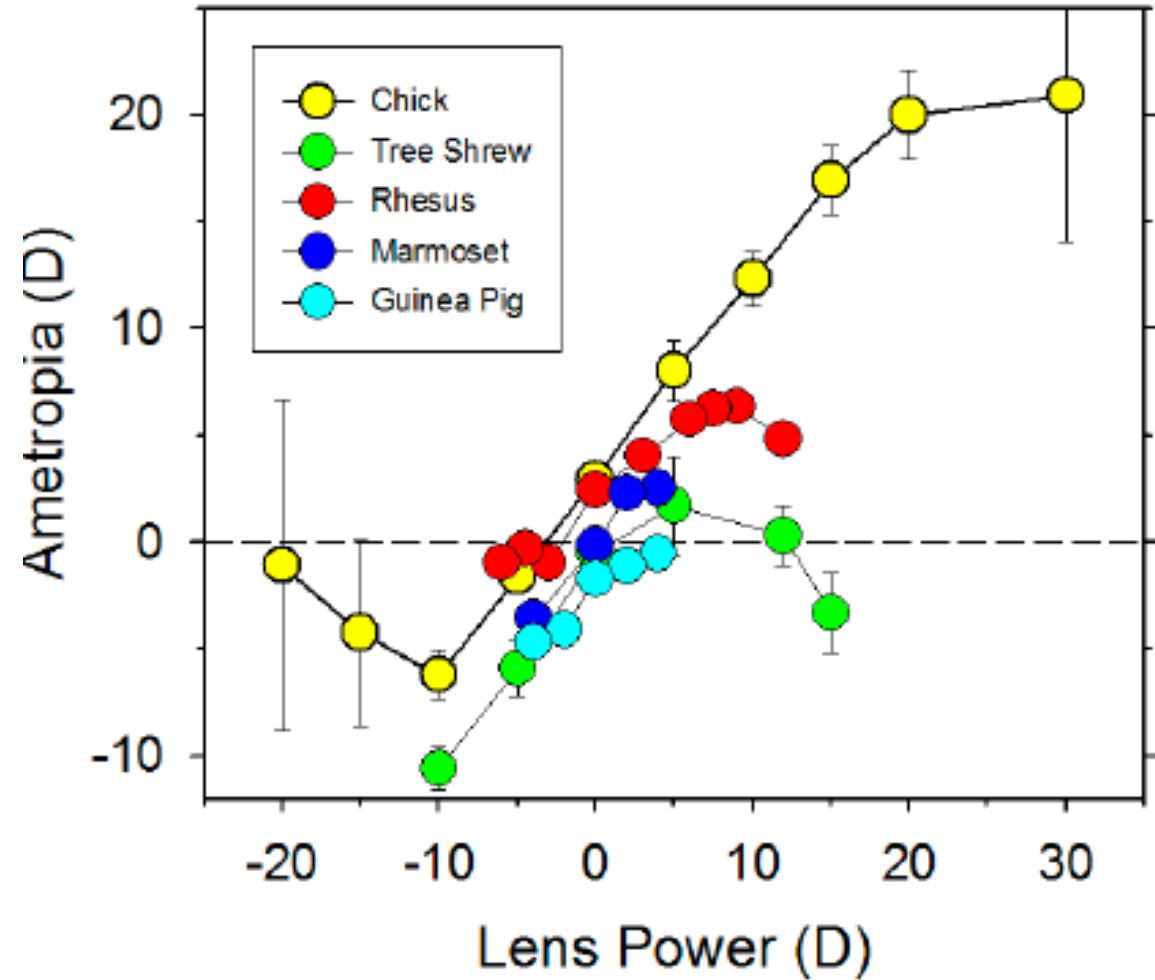 Chick
Tree Shrew
Rhesus
Marmoset
Guinea Pig
20
10
0
-10
Ametropia (D)
-20 -10 0 10 20 30
Lens Power (D)